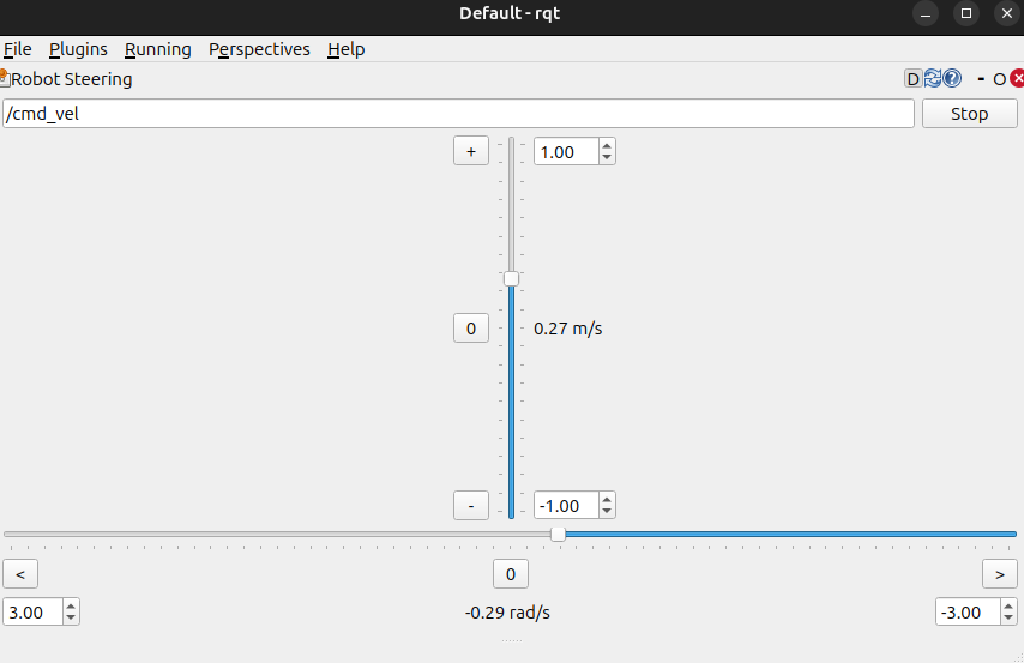 Default - rqt
File Plugins Running Perspectives Help
Robot Steering D ? - O
/cmd_vel Stop
+ 1.00
0 0.27 m/s
- -1.00
< 0 >
3.00 -0.29 rad/s -3.00